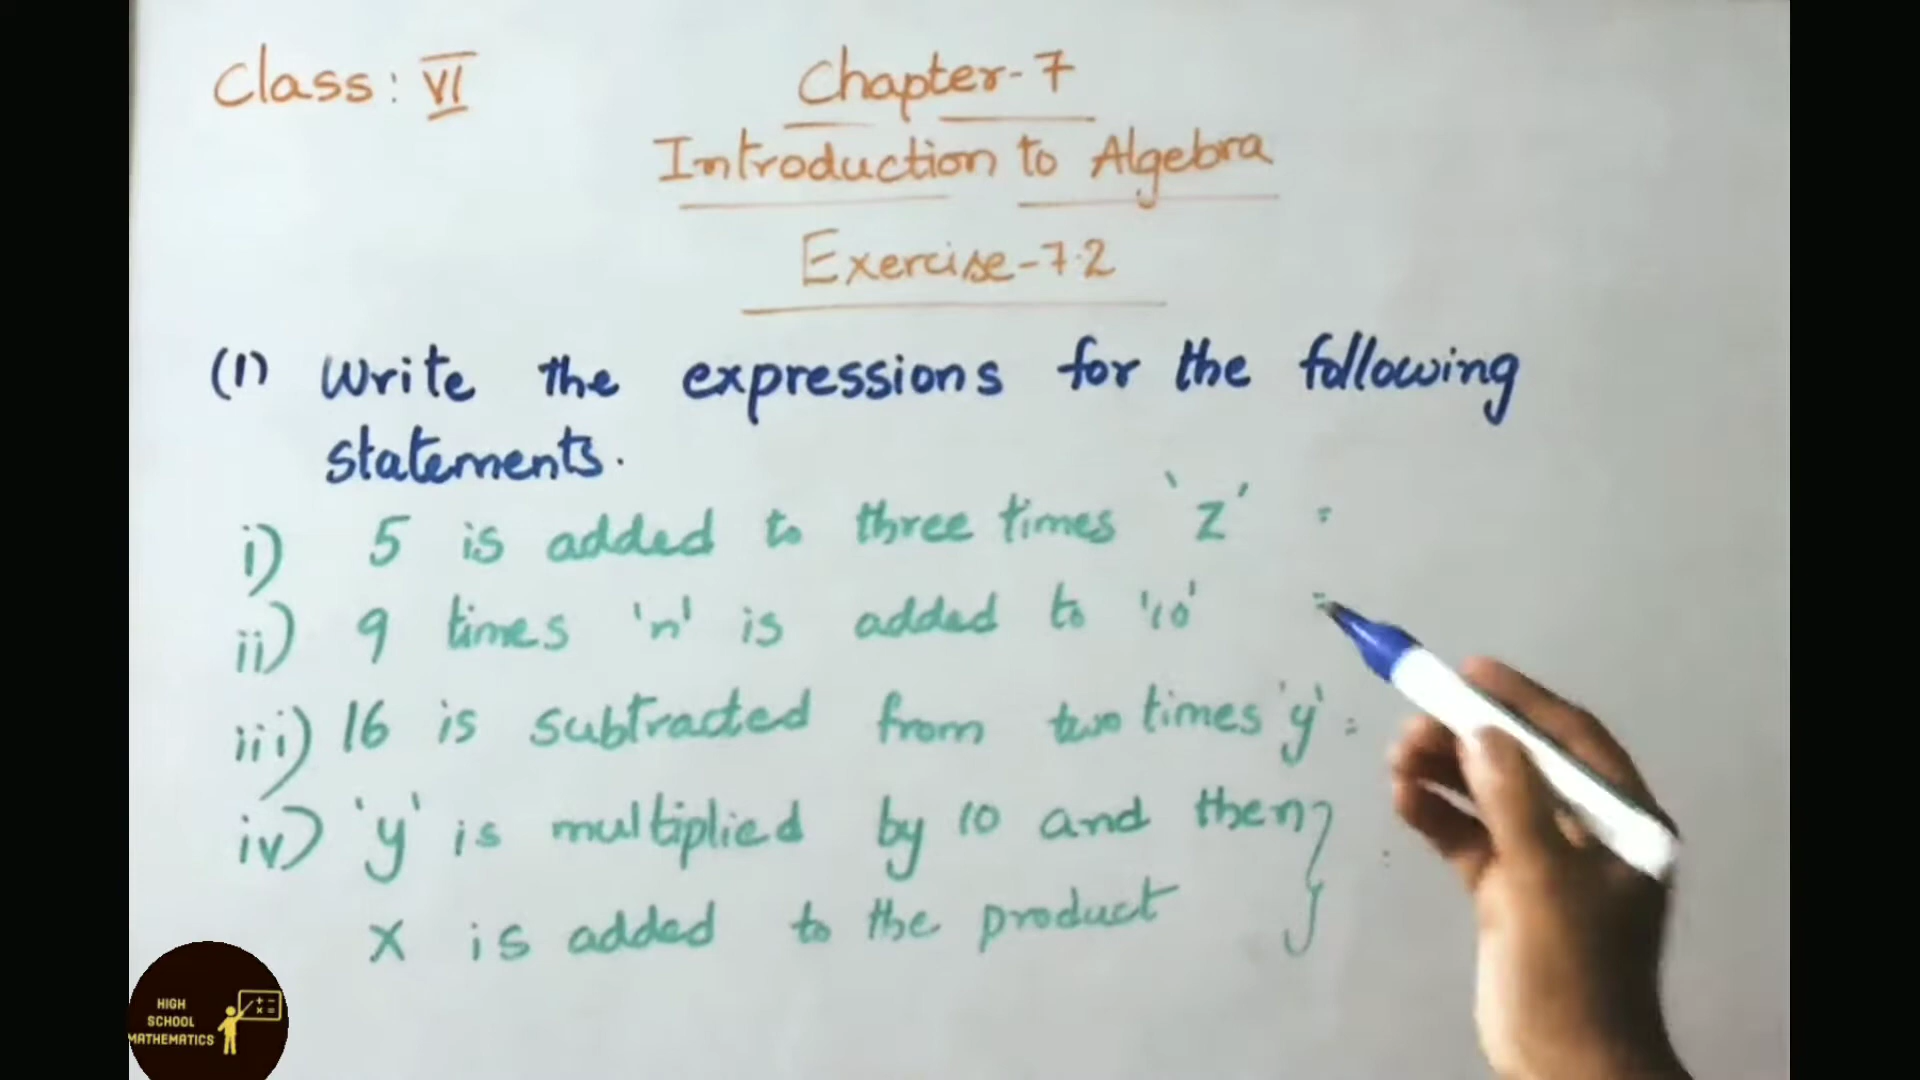 Class: VI
Chapter-7
Introduction to Algebra
Exercise-7.2
(1) Write the expressions for the following
statements.
i) 5 is added to three times 'z' =
ii) 9 times 'n' is added to '10' =
iii) 16 is subtracted from two times 'y' =
iv) 'y' is multiplied by 10 and then }
x is added to the product
HIGH
SCHOOL
MATHEMATICS